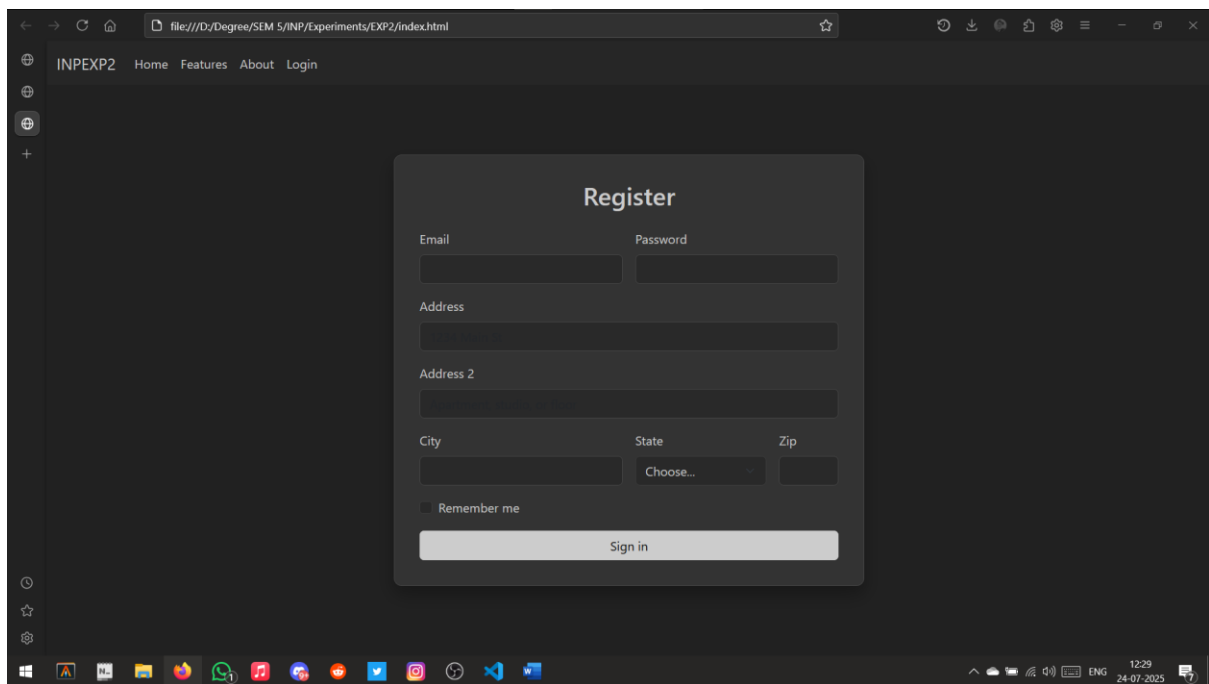 file:///D:/Degree/SEM 5/INP/Experiments/EXP2/index.html
INPEXP2 Home Features About Login
Register
Email Password
Address
Address 2
City State Zip
Choose...
Remember me
Sign in
ENG 12:29
24-07-2025